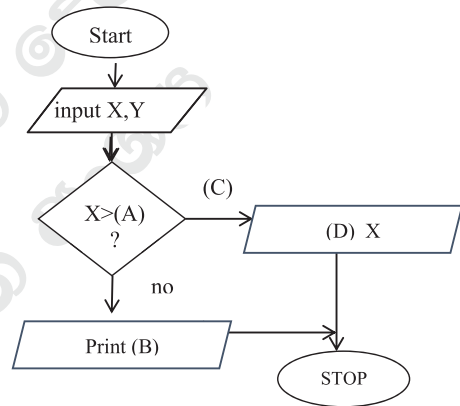 Start
input X,Y
X>(A)
?
(C)
(D) X
no
Print (B)
STOP